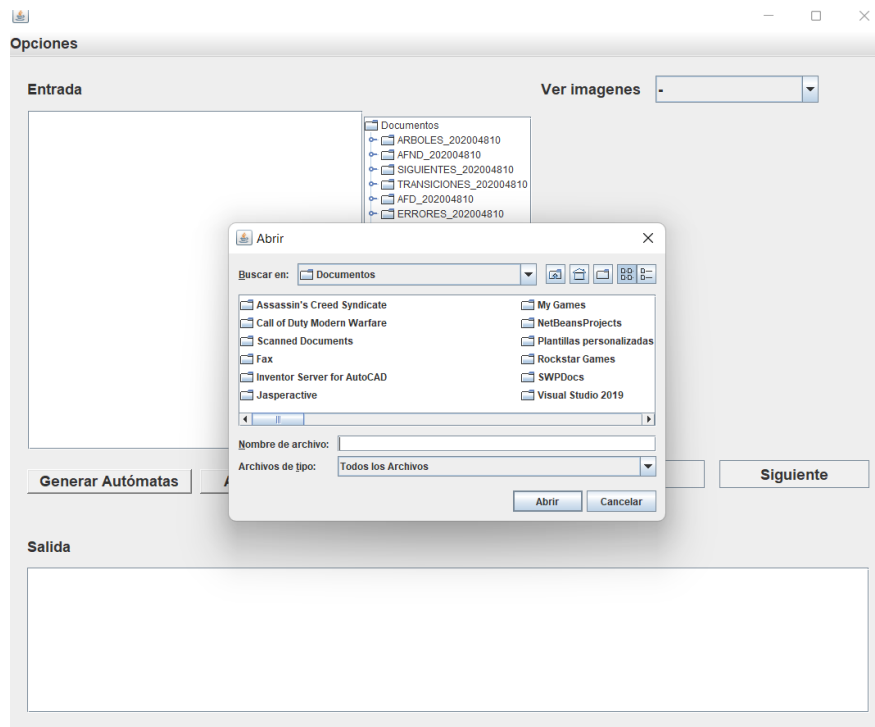 Opciones
Entrada
Ver imagenes
-
Documentos
ARBOLES_202004810
AFND_202004810
SIGUIENTES_202004810
TRANSICIONES_202004810
AFD_202004810
ERRORES_202004810
Abrir
Buscar en:
Documentos
Assassin's Creed Syndicate
Call of Duty Modern Warfare
Scanned Documents
Fax
Inventor Server for AutoCAD
Jasperactive
My Games
NetBeansProjects
Plantillas personalizadas
Rockstar Games
SWPDocs
Visual Studio 2019
Nombre de archivo:
Archivos de tipo:
Todos los Archivos
Abrir
Cancelar
Generar Autómatas
Siguiente
Salida